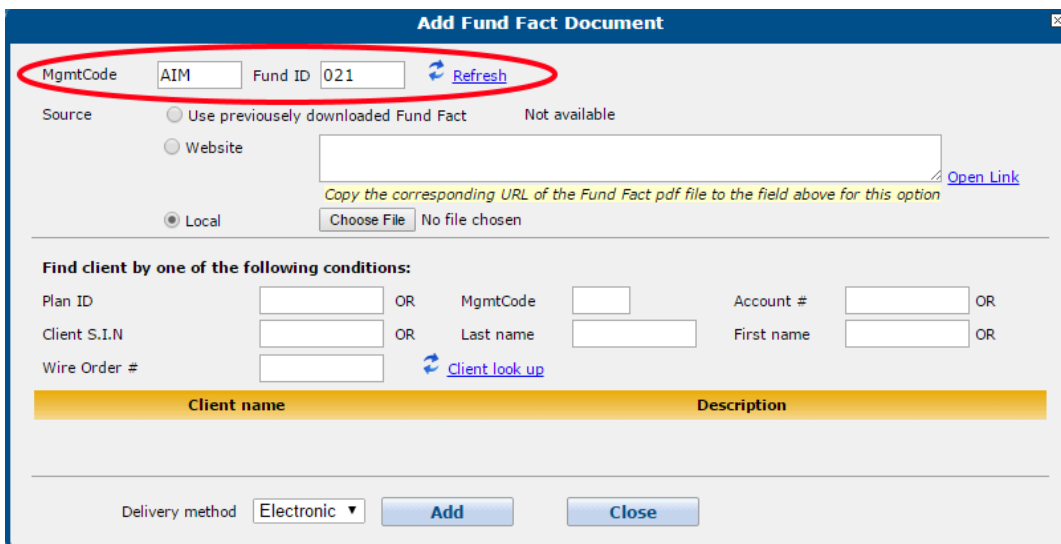 Add Fund Fact Document
MgmtCode AIM Fund ID 021 Refresh
Source Use previousely downloaded Fund Fact Not available
Website
Open Link
Copy the corresponding URL of the Fund Fact pdf file to the field above for this option
Local Choose File No file chosen
Find client by one of the following conditions:
Plan ID OR MgmtCode Account # OR
Client S.I.N OR Last name First name OR
Wire Order # Client look up
Client name Description
Delivery method Electronic Add Close